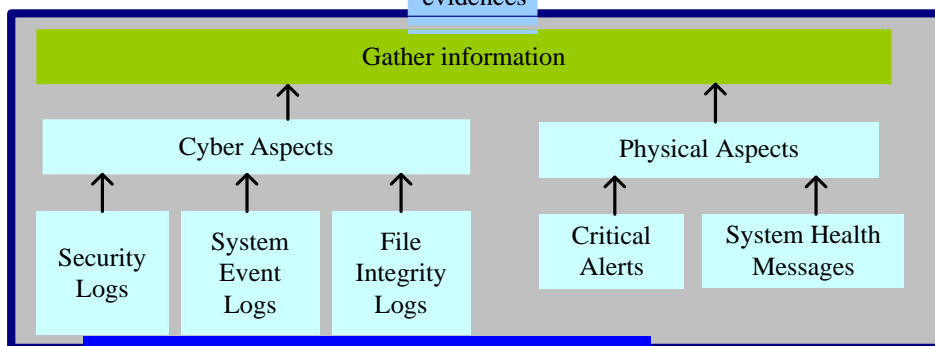 evidences
Gather information
Cyber Aspects
Physical Aspects
Security
Logs
System
Event
Logs
File
Integrity
Logs
Critical
Alerts
System Health
Messages